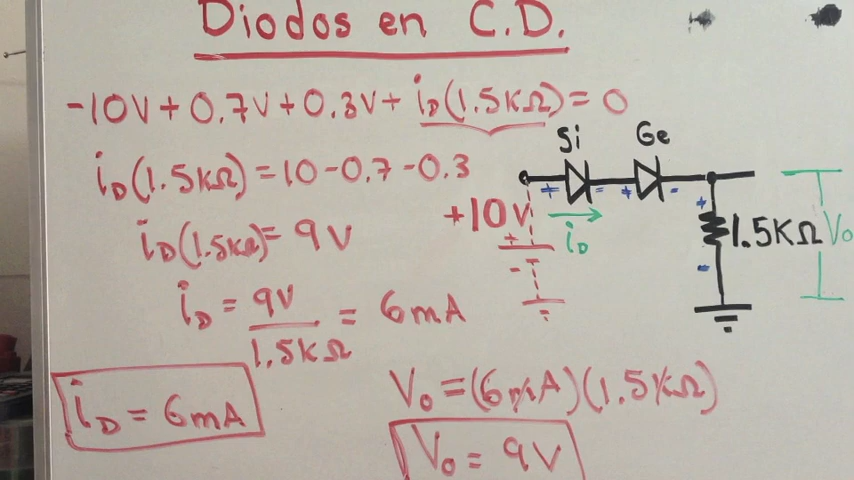 Diodos en C.D.
-10V + 0.7V + 0.3V + iD(1.5KΩ) = 0
iD(1.5KΩ) = 10 - 0.7 - 0.3
iD(1.5KΩ) = 9V
iD = 9V / 1.5KΩ = 6mA
iD = 6mA
Si Ge
+ - + -
+10V
iD
+
-
+
-
1.5KΩ
Vo
Vo = (6mA)(1.5KΩ)
Vo = 9V